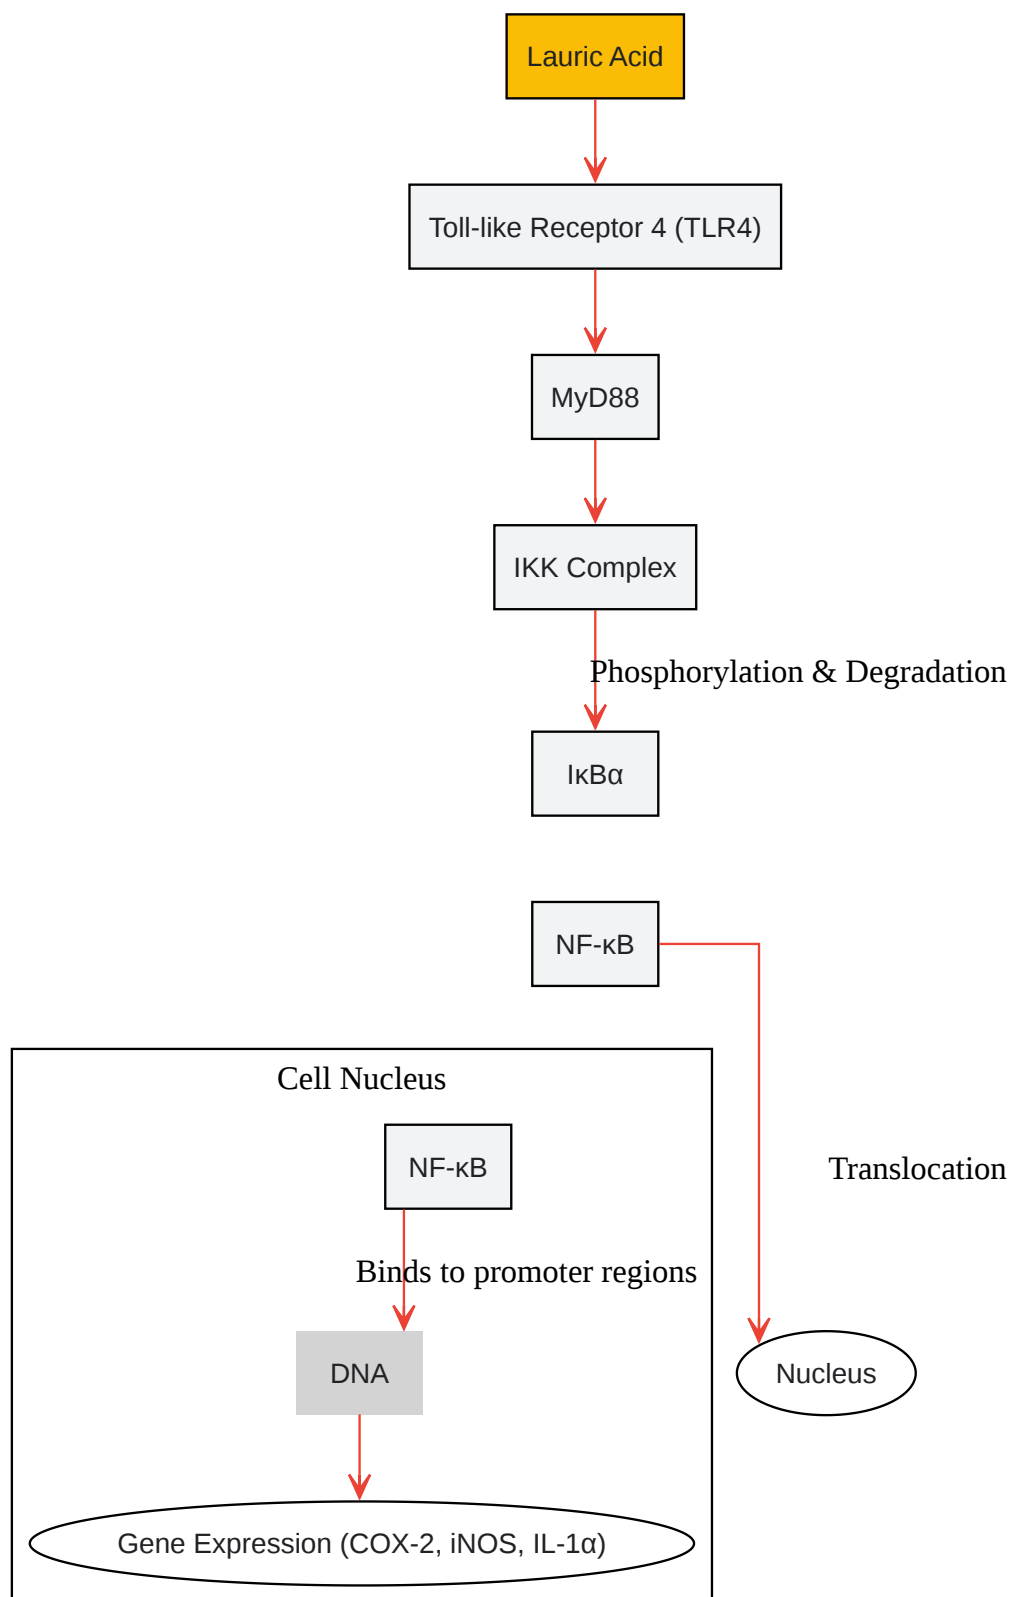 Lauric Acid
Toll-like Receptor 4 (TLR4)
MyD88
IKK Complex
Phosphorylation & Degradation
IκBα
NF-κB
Cell Nucleus
NF-κB
Translocation
Binds to promoter regions
DNA
Nucleus
Gene Expression (COX-2, iNOS, IL-1α)